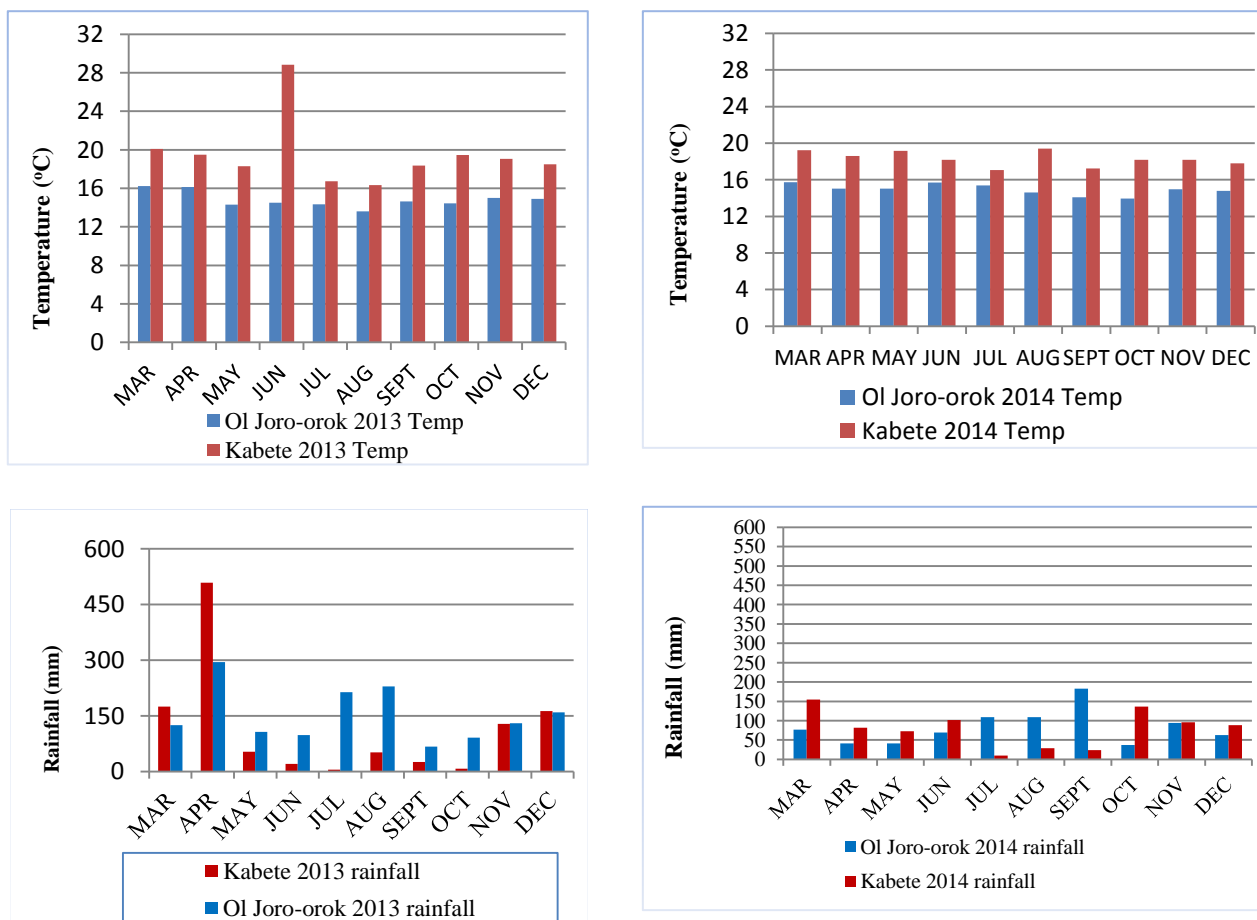 32
28
24
20
16
12
8
4
0
Temperature (ºC)
MAR APR MAY JUN JUL AUG SEPT OCT NOV DEC
Ol Joro-orok 2013 Temp
Kabete 2013 Temp
32
28
24
20
16
12
8
4
0
Temperature (ºC)
MAR APR MAY JUN JUL AUG SEPT OCT NOV DEC
Ol Joro-orok 2014 Temp
Kabete 2014 Temp
600
450
300
150
0
Rainfall (mm)
MAR APR MAY JUN JUL AUG SEPT OCT NOV DEC
Kabete 2013 rainfall
Ol Joro-orok 2013 rainfall
600
550
500
450
400
350
300
250
200
150
100
50
0
Rainfall (mm)
MAR APR MAY JUN JUL AUG SEPT OCT NOV DEC
Ol Joro-orok 2014 rainfall
Kabete 2014 rainfall